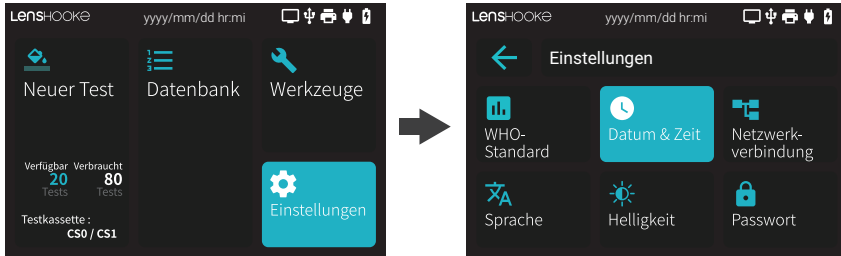 LENSHOOKE yyyy/mm/dd hr:mi
Neuer Test
Datenbank
Werkzeuge
Verfügbar Verbraucht
20 80
Tests Tests
Testkassette :
CS0 / CS1
Einstellungen
LENSHOOKE yyyy/mm/dd hr:mi
Einstellungen
WHO-
Standard
Datum & Zeit
Netzwerk-
verbindung
Sprache
Helligkeit
Passwort